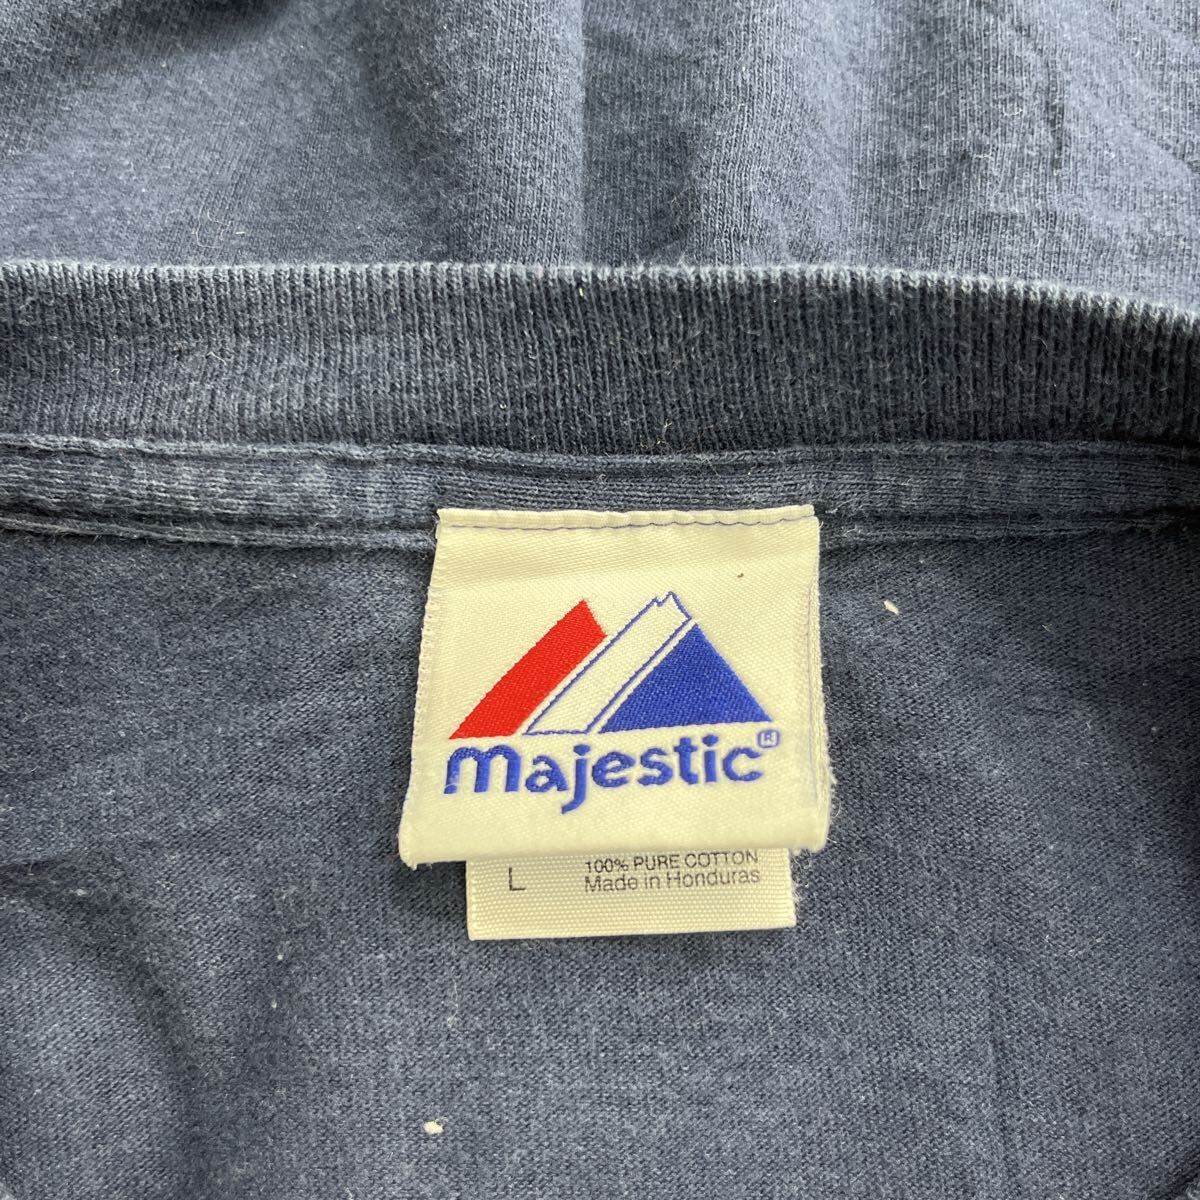 majestic®
L
100% PURE COTTON
Made in Honduras